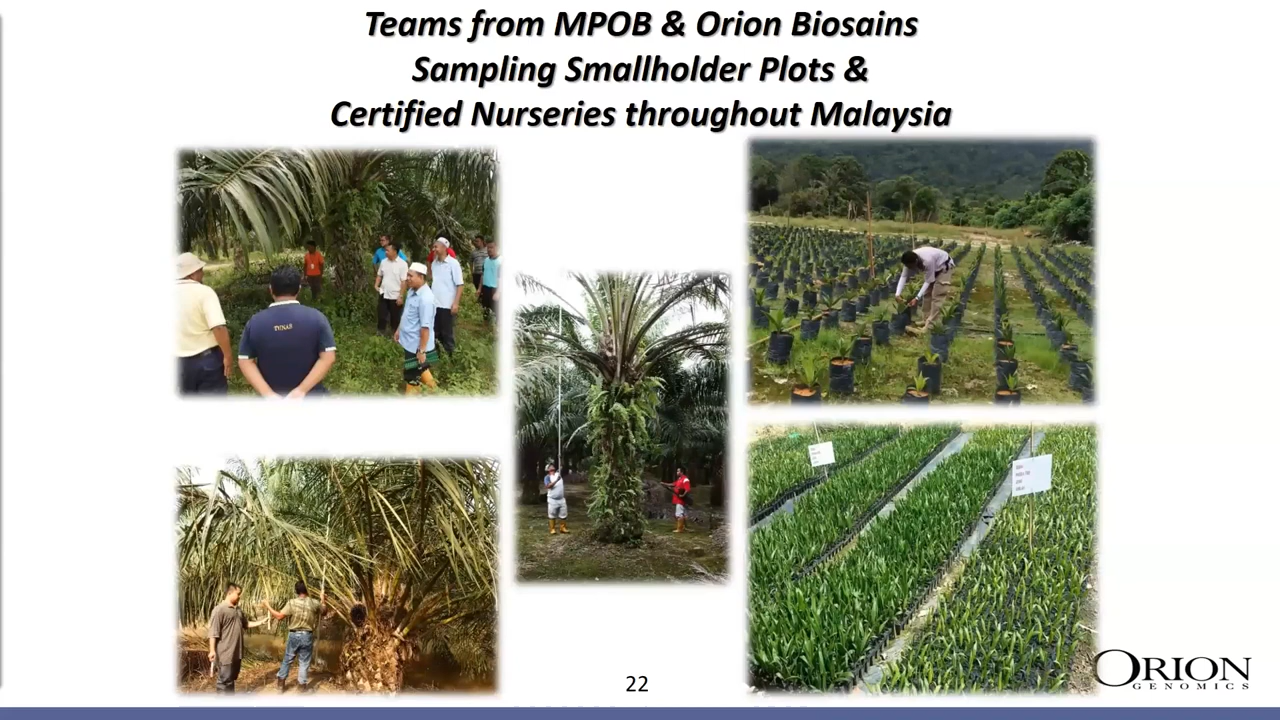 Teams from MPOB & Orion Biosains
Sampling Smallholder Plots &
Certified Nurseries throughout Malaysia
22
ORION
GENOMICS